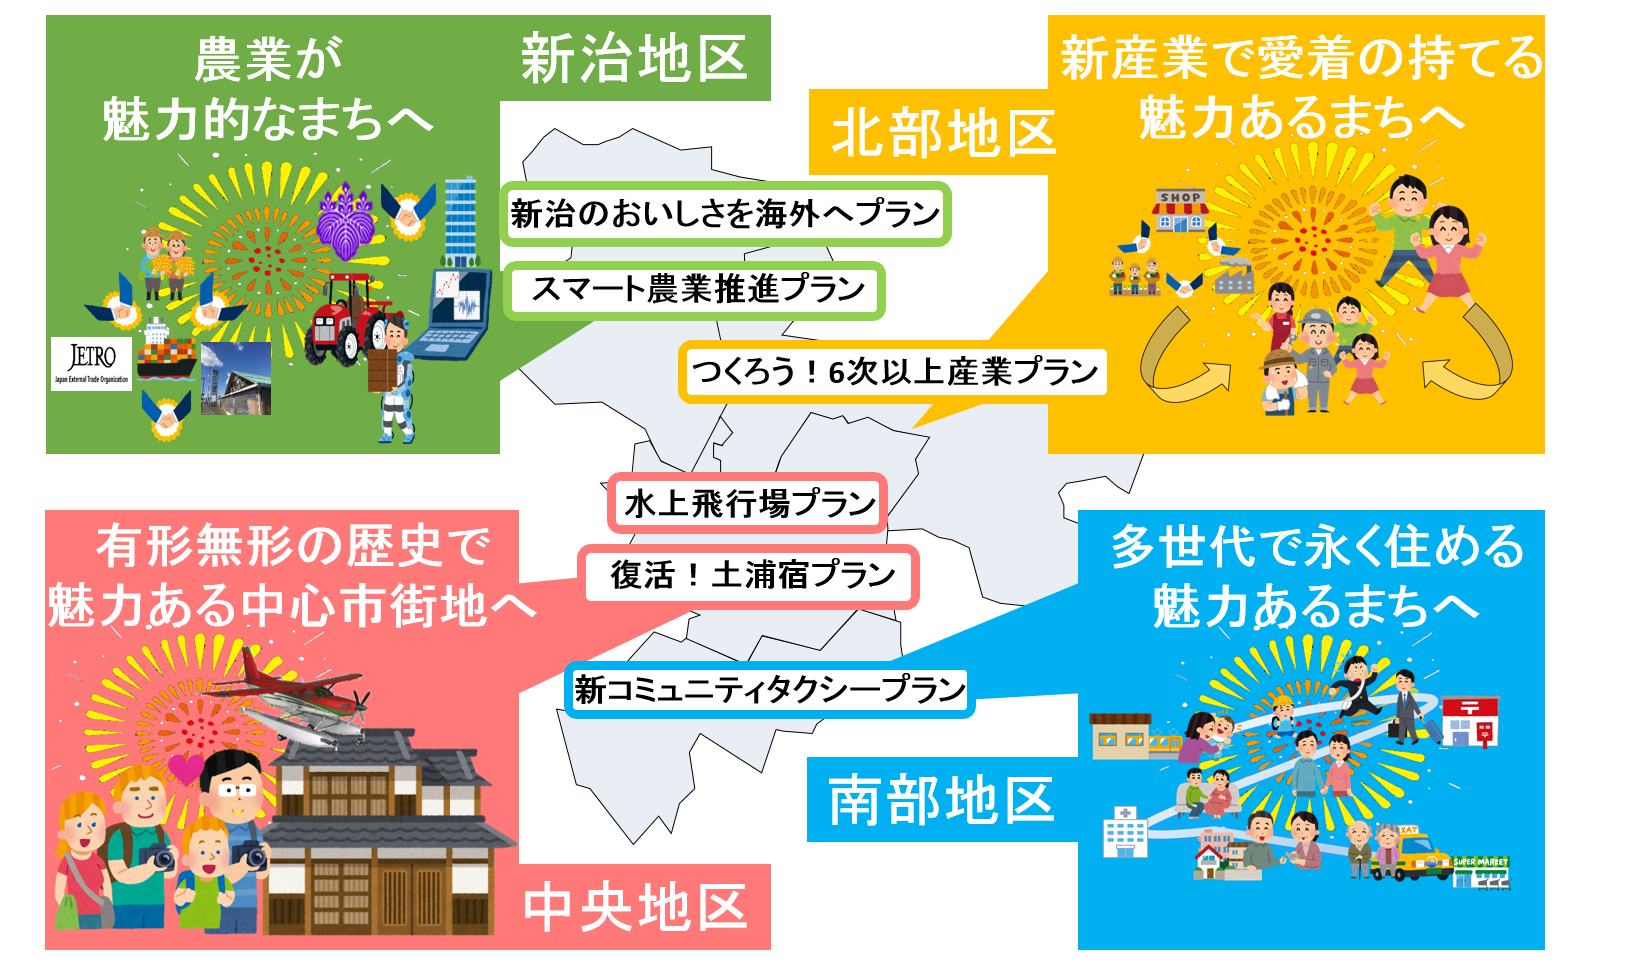 農業が
魅力的なまちへ
新治地区
JETRO
Japan External Trade Organization
新治のおいしさを海外へプラン
スマート農業推進プラン
北部地区
新産業で愛着の持てる
魅力あるまちへ
SHOP
つくろう！6次以上産業プラン
水上飛行場プラン
復活！土浦宿プラン
有形無形の歴史で
魅力ある中心市街地へ
中央地区
新コミュニティタクシープラン
南部地区
多世代で永く住める
魅力あるまちへ
〒
SUPER MARKET